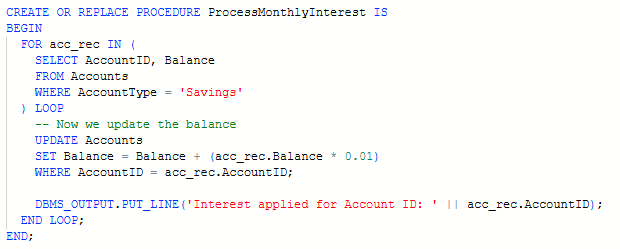 CREATE OR REPLACE PROCEDURE ProcessMonthlyInterest IS
BEGIN
  FOR acc_rec IN (
    SELECT AccountID, Balance
    FROM Accounts
    WHERE AccountType = 'Savings'
  ) LOOP
    -- Now we update the balance
    UPDATE Accounts
    SET Balance = Balance + (acc_rec.Balance * 0.01)
    WHERE AccountID = acc_rec.AccountID;

    DBMS_OUTPUT.PUT_LINE('Interest applied for Account ID: ' || acc_rec.AccountID);
  END LOOP;
END;